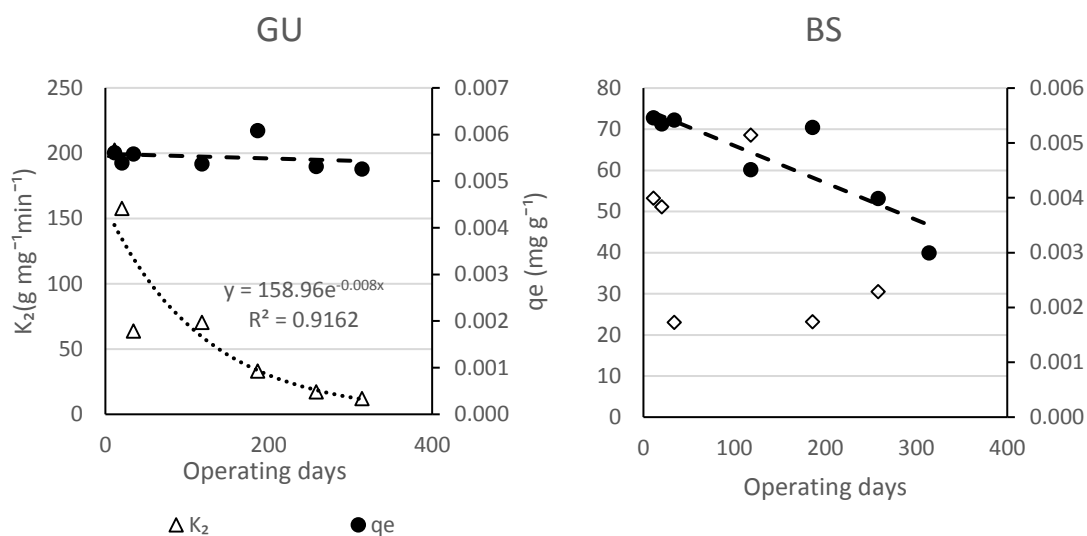 GU
250
200
150
100
50
0
K₂(g mg⁻¹min⁻¹)
0.007
0.006
0.005
0.004
0.003
0.002
0.001
0.000
qe (mg g⁻¹)
y = 158.96e^-0.008x
R² = 0.9162
0 200 400
Operating days
K₂ qe
BS
80
70
60
50
40
30
20
10
0
0.006
0.005
0.004
0.003
0.002
0.001
0.000
0 100 200 300 400
Operating days